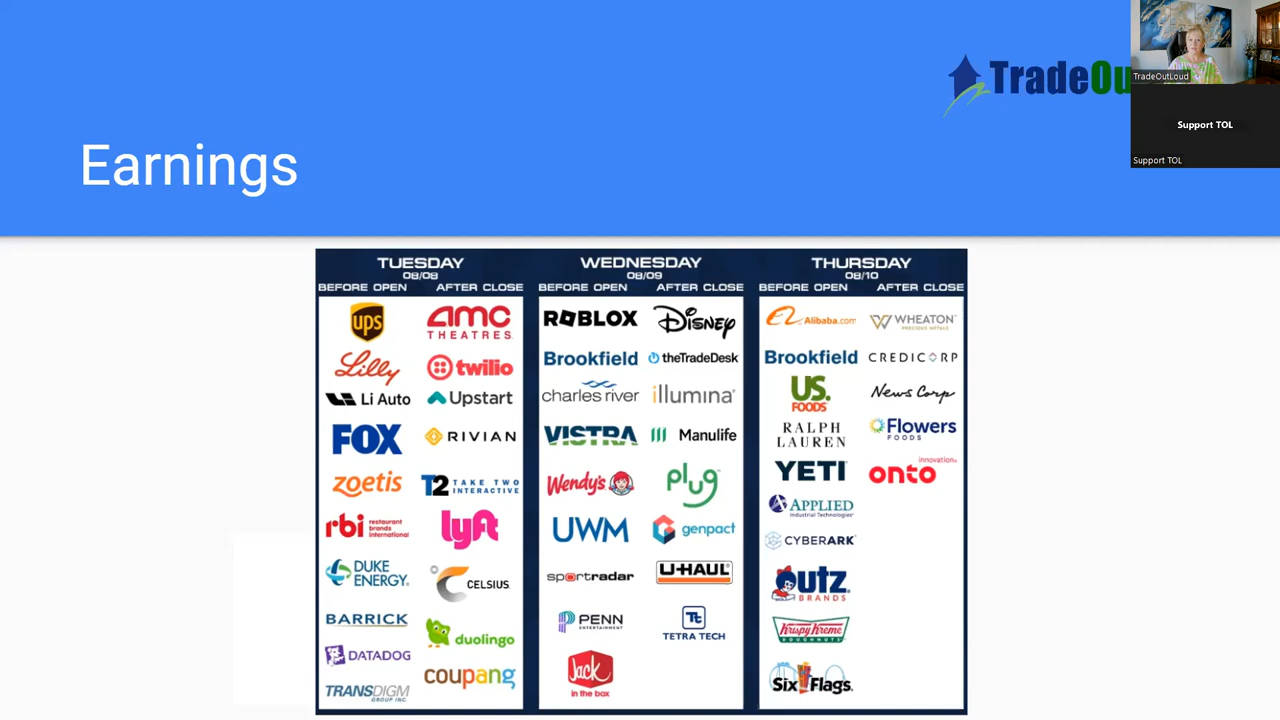 TradeOu
TradeOutLoud
Support TOL
Support TOL
Earnings
TUESDAY
08/08
BEFORE OPEN
AFTER CLOSE
ups
Lilly
Li Auto
FOX
zoetis
rbi restaurant
brands
international
DUKE
ENERGY
BARRICK
DATADOG
TRANSDIGM
GROUP INC.
AMC
THEATRES
twilio
Upstart
RIVIAN
T2 TAKE TWO
INTERACTIVE
lyft
CELSIUS
duolingo
coupang
WEDNESDAY
08/09
BEFORE OPEN
AFTER CLOSE
ROBLOX
Brookfield
charles river
VISTRA
Wendy's
UWM
sportradar
PENN
ENTERTAINMENT
Jack
in the box
Disney
theTradeDesk
illumina
Manulife
plug
genpact
U-HAUL
Tt
TETRA TECH
THURSDAY
08/10
BEFORE OPEN
AFTER CLOSE
Alibaba.com
Brookfield
US.
FOODS
RALPH
LAUREN
YETI
APPLIED
Industrial Technologies
CYBERARK
UTZ
BRANDS
Krispy Kreme
DOUGHNUTS
Six Flags
WHEATON
PRECIOUS METALS
CREDICORP
News Corp
Flowers
FOODS
onto
innovation